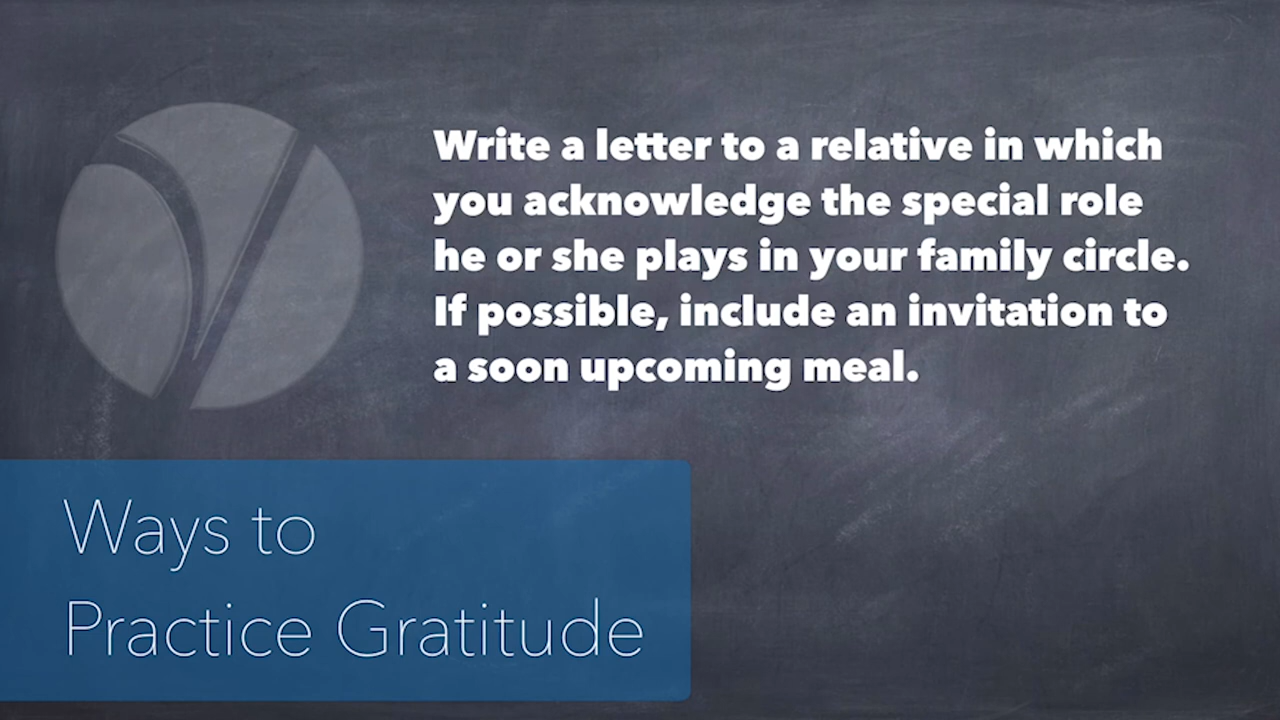 Write a letter to a relative in which
you acknowledge the special role
he or she plays in your family circle.
If possible, include an invitation to
a soon upcoming meal.
Ways to
Practice Gratitude